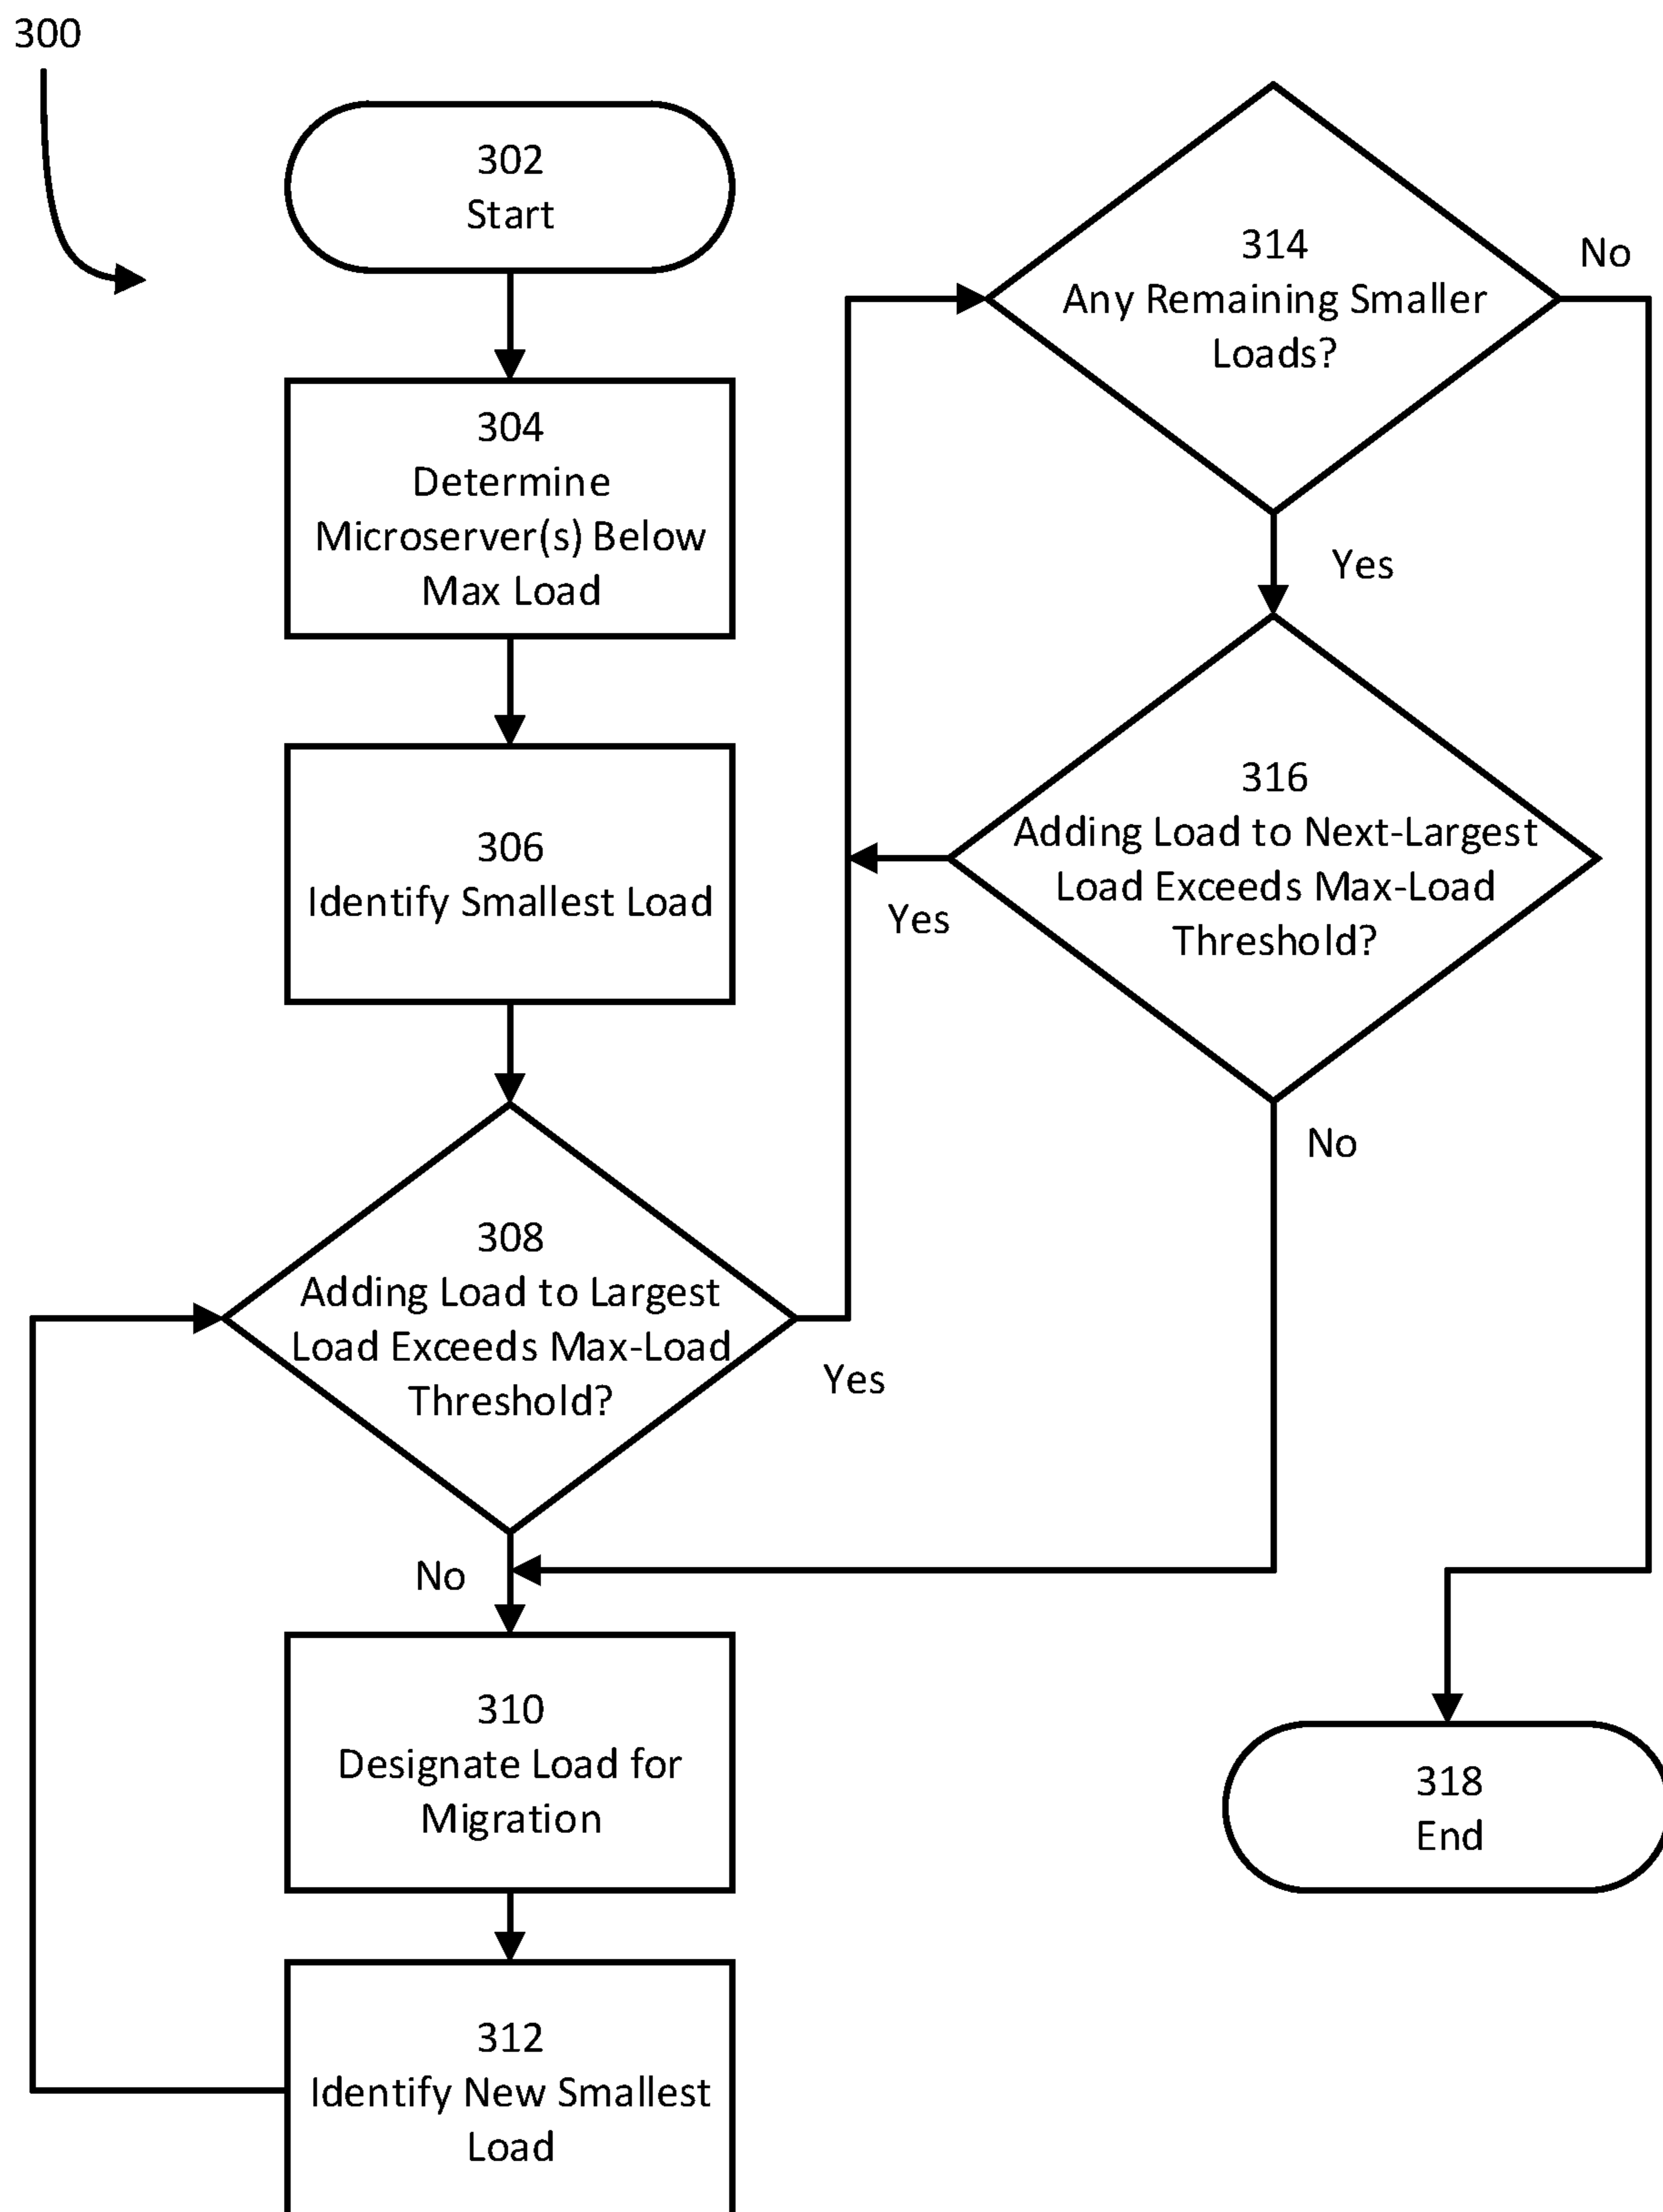 300
302
Start
304
Determine
Microserver(s) Below
Max Load
306
Identify Smallest Load
308
Adding Load to Largest
Load Exceeds Max-Load
Threshold?
Yes
No
310
Designate Load for
Migration
312
Identify New Smallest
Load
314
Any Remaining Smaller
Loads?
No
Yes
316
Adding Load to Next-Largest
Load Exceeds Max-Load
Threshold?
Yes
No
318
End